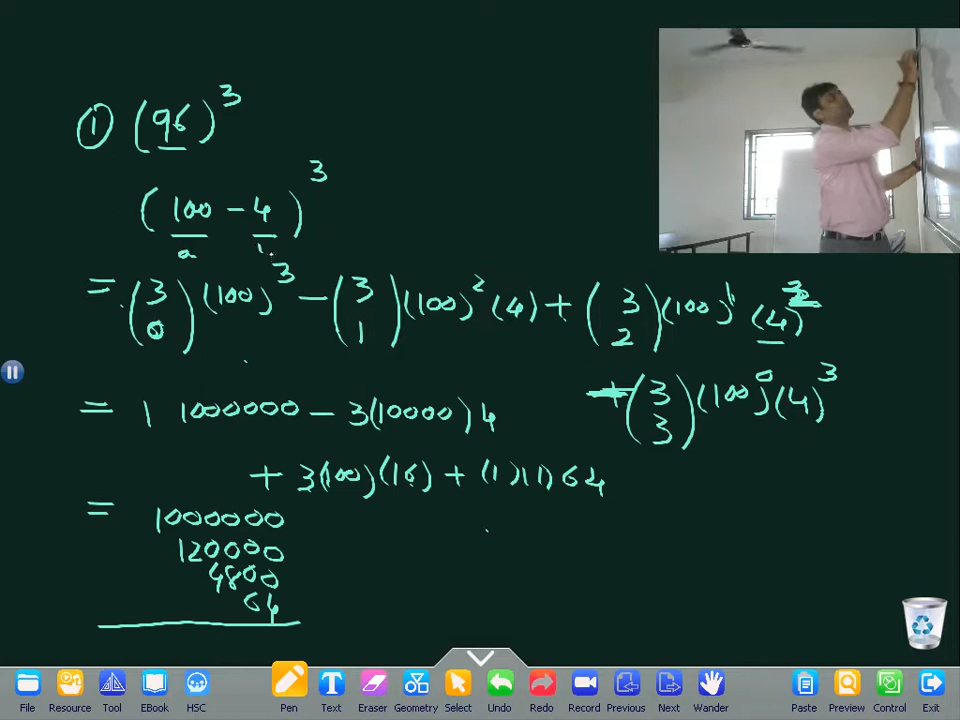 ① (96)³
(100 - 4)³
a
= (3 0) (100)³ - (3 1) (100)² (4) + (3 2) (100)¹ (4)²
+ (3 3) (100)⁰ (4)³
= 1 1000000 - 3(10000) 4
+ 3(100) (16) + (1)(1) 64
= 1000000
120000
4800
64
File Resource Tool EBook HSC Pen Text Eraser Geometry Select Undo Redo Record Previous Next Wander Paste Preview Control Exit